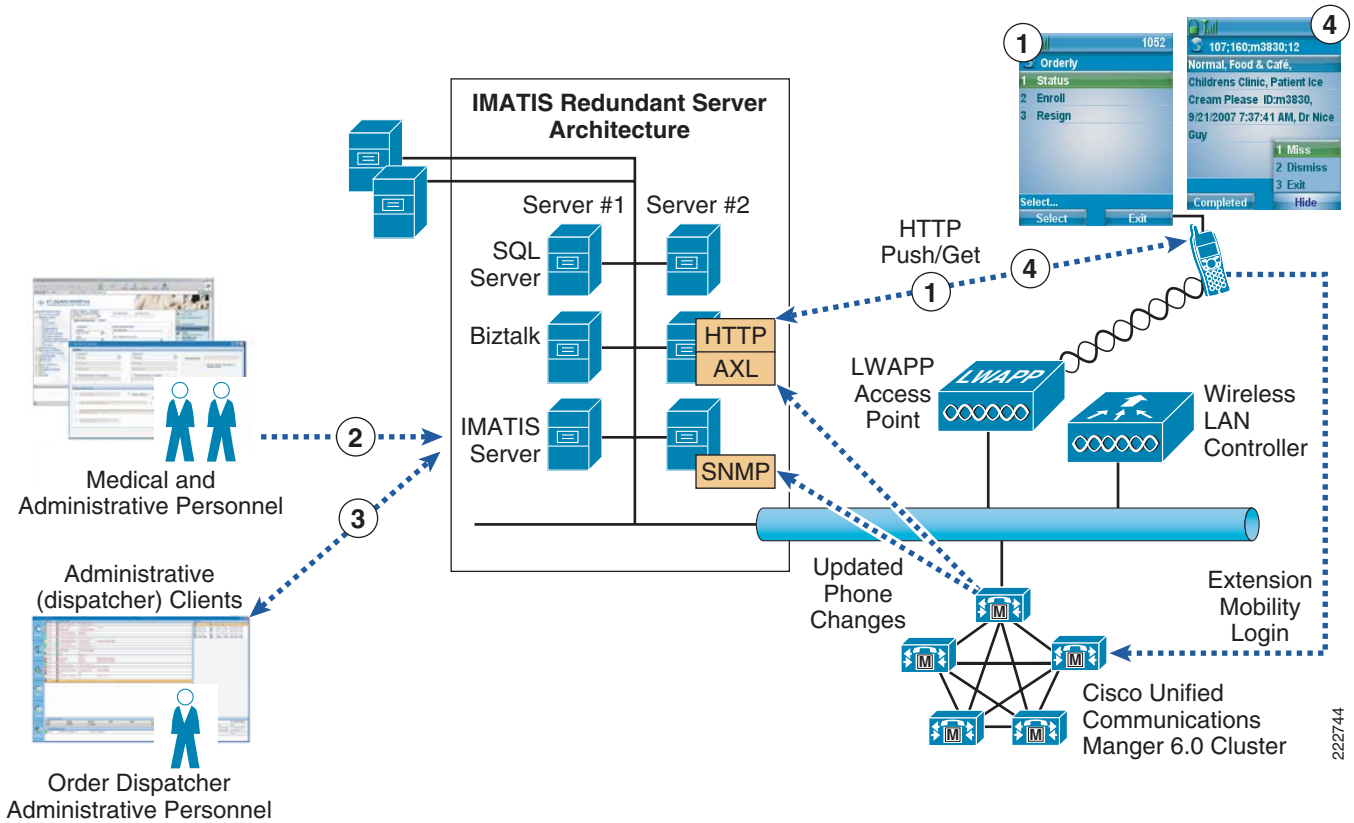 1
1052
Orderly
1 Status
2 Enroll
3 Resign
Select...
Select
Exit
4
107;160;m3830;12
Normal, Food & Café,
Childrens Clinic, Patient Ice
Cream Please ID:m3830,
9/21/2007 7:37:41 AM, Dr Nice
Guy
1 Miss
2 Dismiss
3 Exit
Completed
Hide
IMATIS Redundant Server
Architecture
Server #1
Server #2
SQL
Server
Biztalk
HTTP
AXL
IMATIS
Server
SNMP
HTTP
Push/Get
1
4
LWAPP
Access
Point
LWAPP
Wireless
LAN
Controller
2
Medical and
Administrative Personnel
3
Administrative
(dispatcher) Clients
Order Dispatcher
Administrative Personnel
Updated
Phone
Changes
Extension
Mobility
Login
M
M
M
M
M
Cisco Unified
Communications
Manger 6.0 Cluster
222744